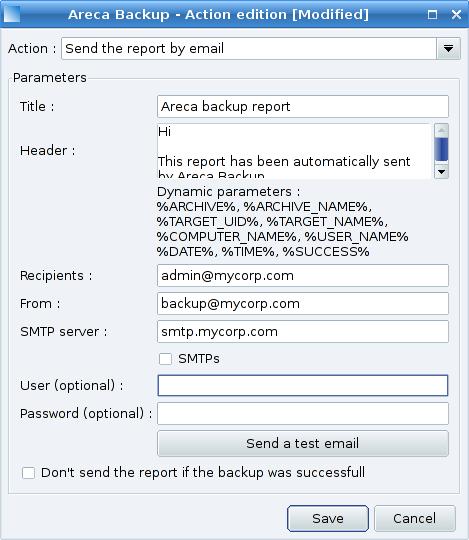 Areca Backup - Action edition [Modified]
Action : Send the report by email
Parameters
Title : Areca backup report
Header : Hi
This report has been automatically sent
by Areca Backup
Dynamic parameters :
%ARCHIVE%, %ARCHIVE_NAME%,
%TARGET_UID%, %TARGET_NAME%,
%COMPUTER_NAME%, %USER_NAME%
%DATE%, %TIME%, %SUCCESS%
Recipients : admin@mycorp.com
From : backup@mycorp.com
SMTP server : smtp.mycorp.com
SMTPs
User (optional) :
Password (optional) :
Send a test email
Don't send the report if the backup was successfull
Save Cancel